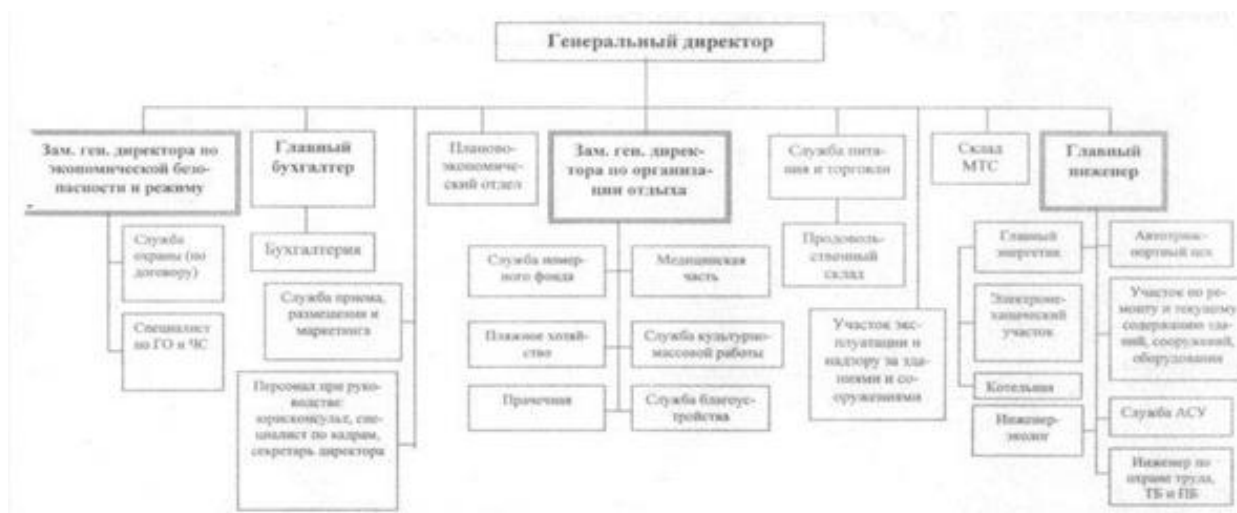 Генеральный директор
Зам. ген. директора по
экономической безо-
пасности и режиму
Главный
бухгалтер
Планово-
экономиче-
ский отдел
Зам. ген. дирек-
тора по организа-
ции отдыха
Служба пита-
ния и торговли
Склад
МТС
Главный
инженер
Служба
охраны (по
договору)
Специалист
по ГО и ЧС
Бухгалтерия
Служба приема,
размещения и
маркетинга
Персонал при руко-
водстве:
юрисконсульт, спе-
циалист по кадрам,
секретарь директора
Служба номер-
ного фонда
Медицинская
часть
Пляжное хозяй-
ство
Служба культурно-
массовой работы
Прачечная
Служба благоус-
тройства
Продоволь-
ственный
склад
Участок экс-
плуатации и
надзору за зда-
ниями и со-
оружениями
Главный
энергетик
Электроме-
ханический
участок
Котельная
Инженер-
эколог
Автотранс-
портный цех
Участок по ре-
монту и текущему
содержанию зда-
ний, сооружений,
оборудования
Служба АСУ
Инженер по
охране труда,
ТБ и ПБ